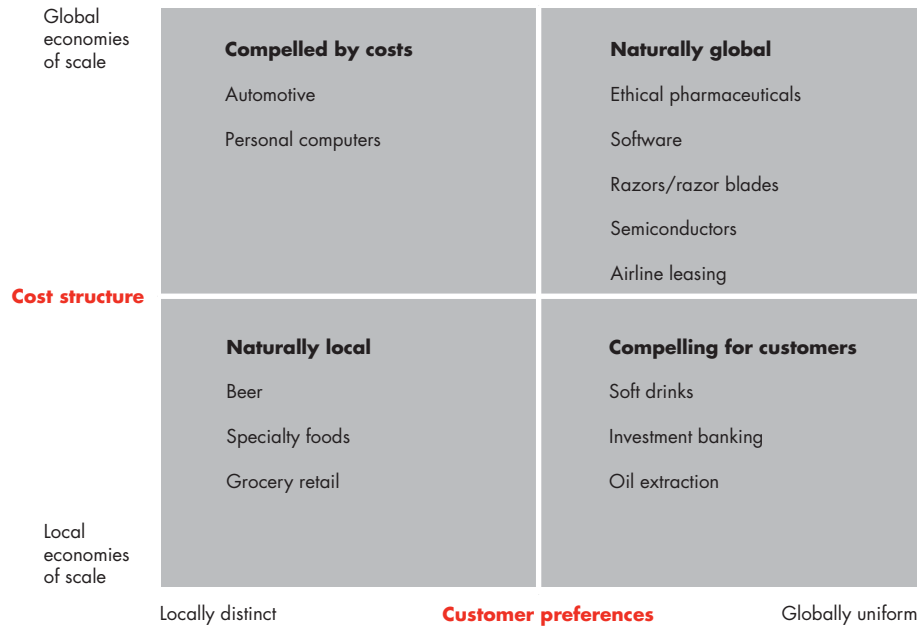 Global
economies
of scale
Compelled by costs
Automotive
Personal computers
Naturally global
Ethical pharmaceuticals
Software
Razors/razor blades
Semiconductors
Airline leasing
Cost structure
Naturally local
Beer
Specialty foods
Grocery retail
Compelling for customers
Soft drinks
Investment banking
Oil extraction
Local
economies
of scale
Locally distinct
Customer preferences
Globally uniform